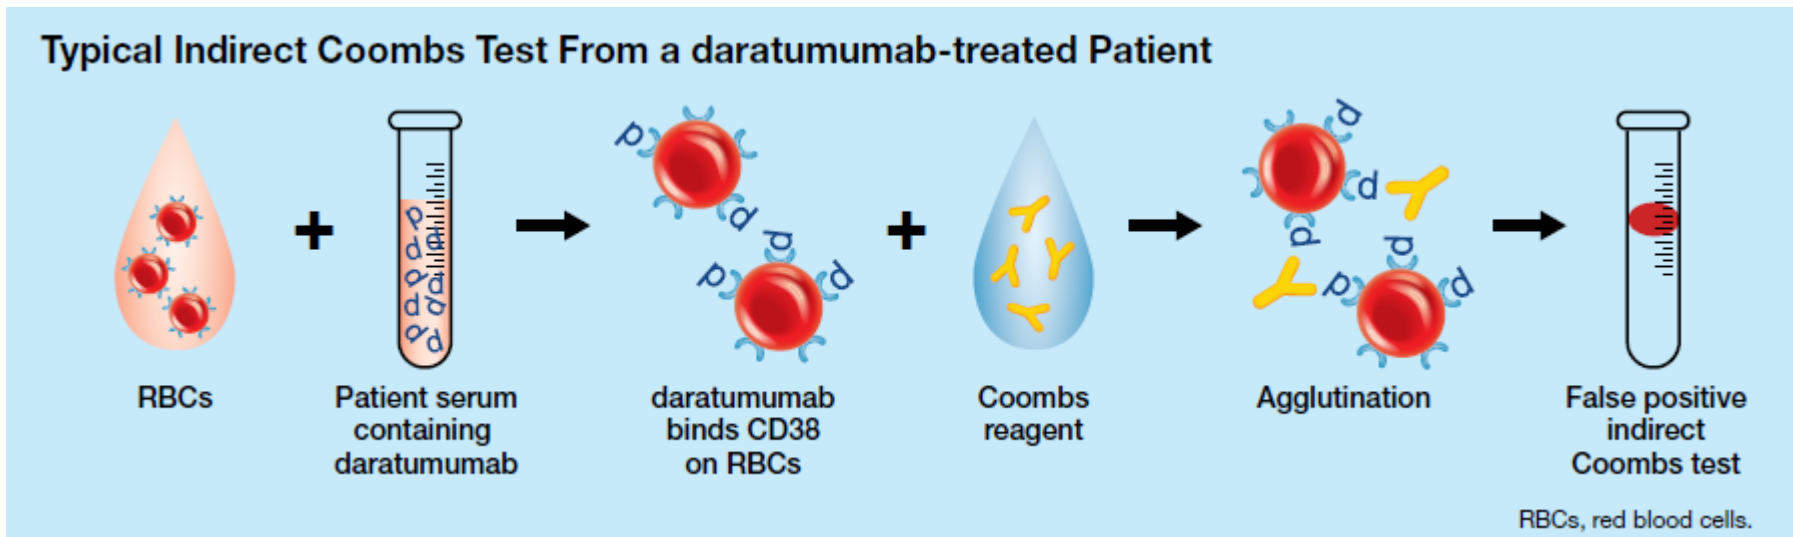 Typical Indirect Coombs Test From a daratumumab-treated Patient
RBCs
Patient serum
containing
daratumumab
daratumumab
binds CD38
on RBCs
Coombs
reagent
Agglutination
False positive
indirect
Coombs test
RBCs, red blood cells.